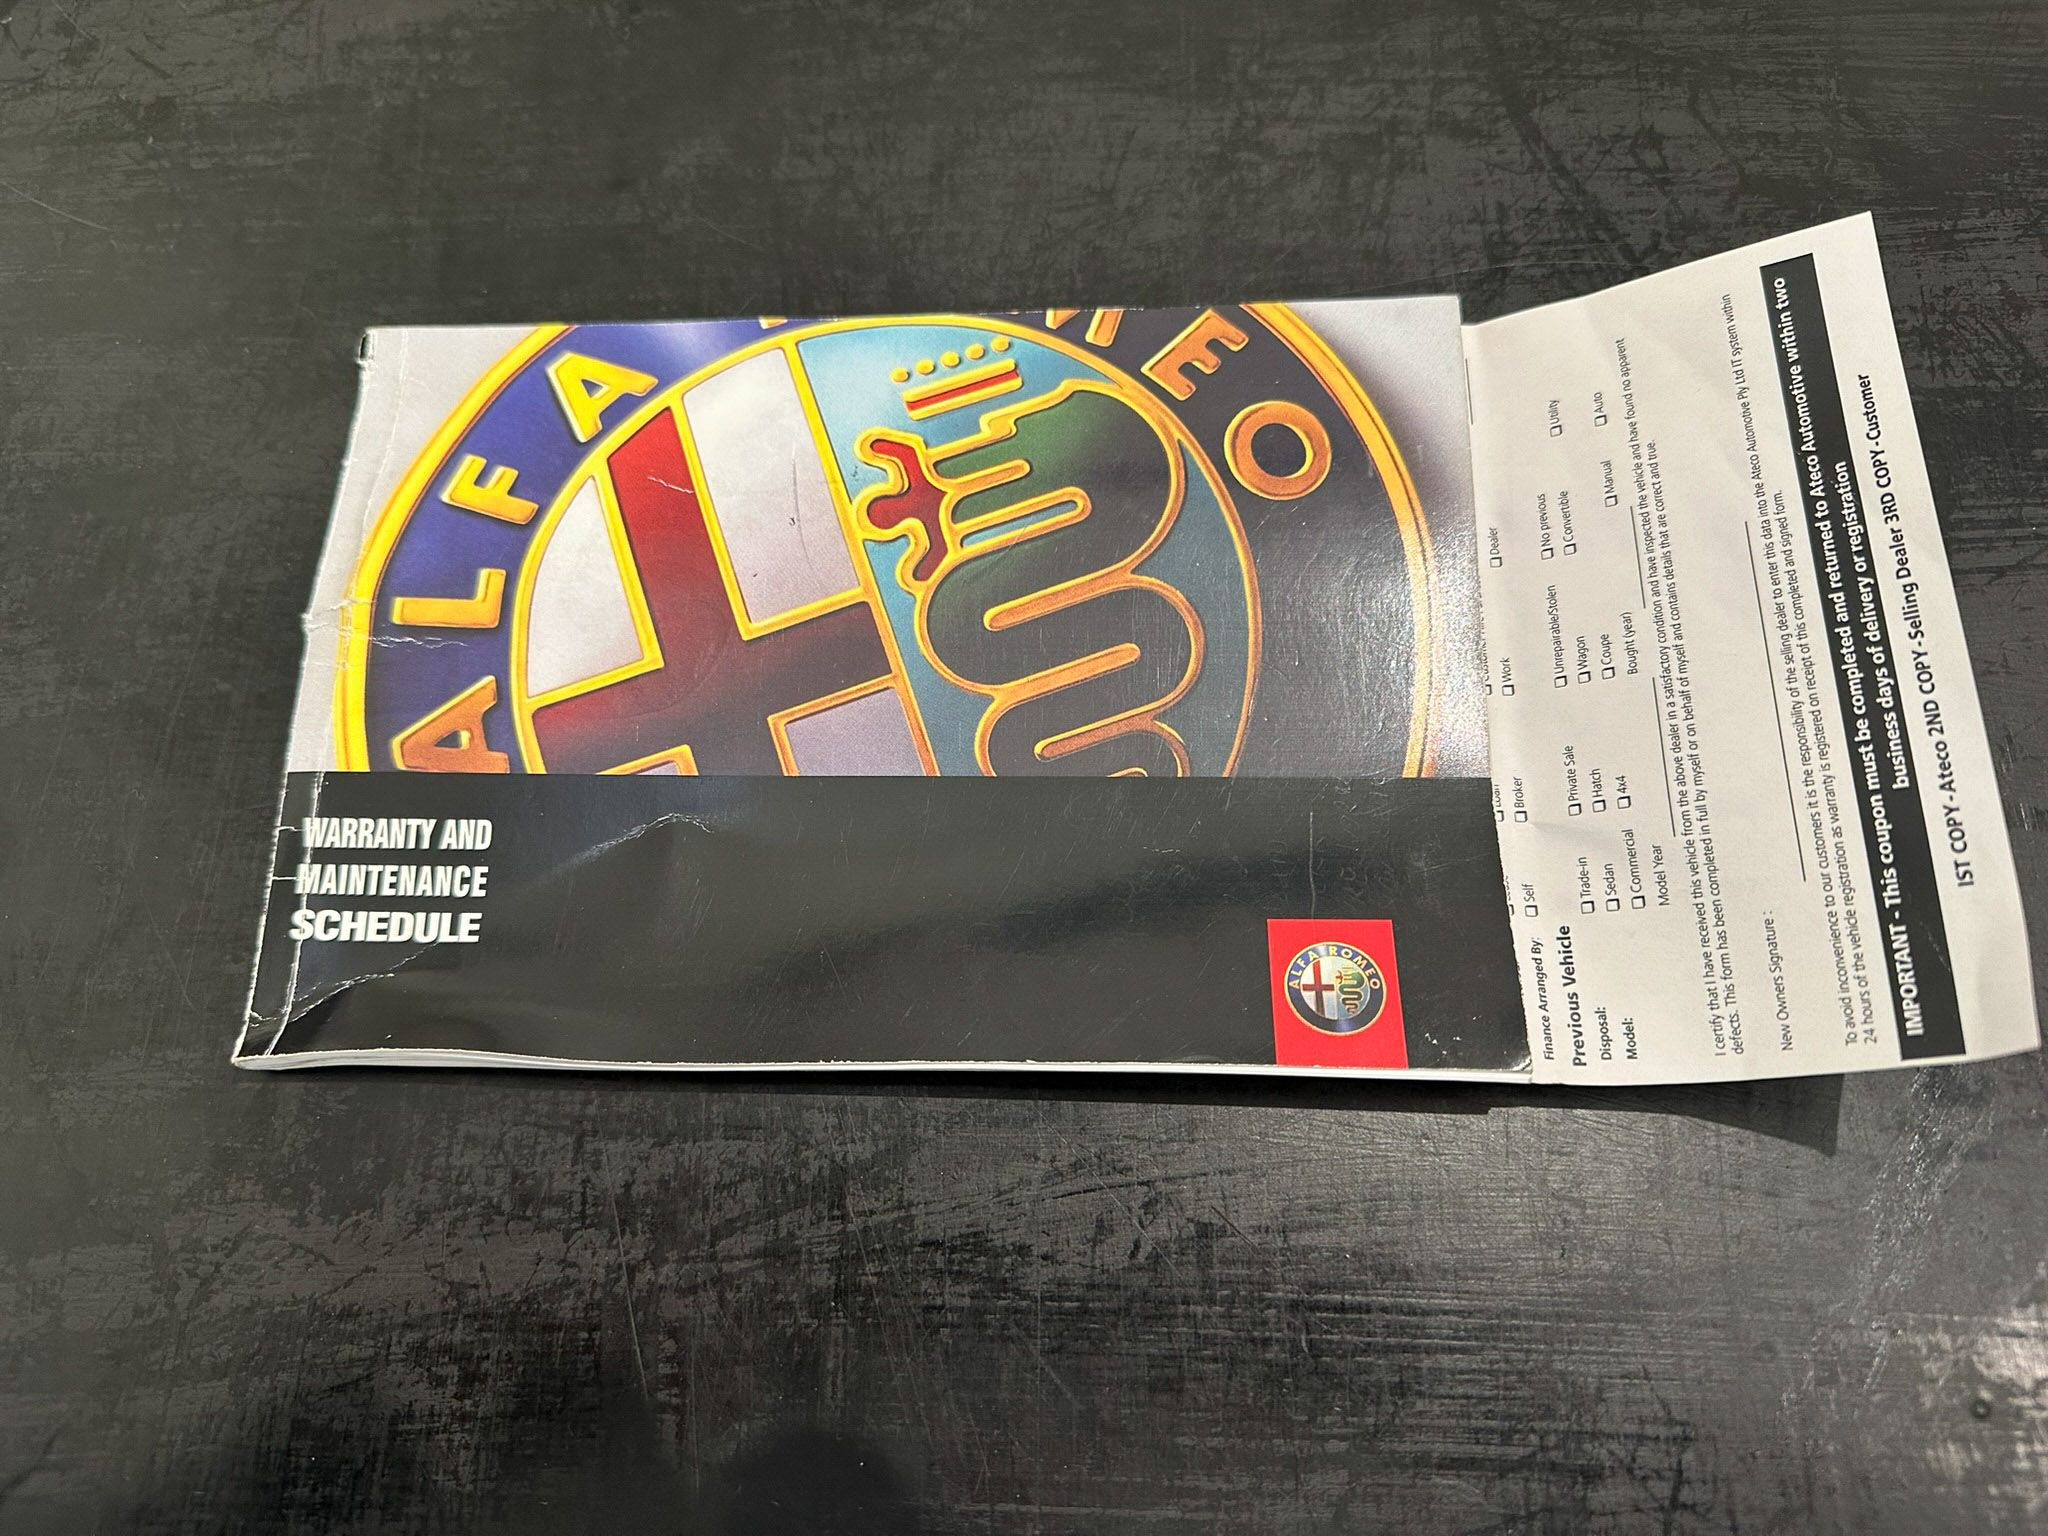 ALFA ROMEO
WARRANTY AND
MAINTENANCE
SCHEDULE
ALFA ROMEO
Work
Dealer
Finance Arranged By:
Self
Broker
Previous Vehicle
Disposal:
Trade-in
Private Sale
Unrepairable/Stolen
No previous
Model:
Sedan
Hatch
Wagon
Convertible
Utility
Commercial
4x4
Coupe
Manual
Auto
Model Year
Bought (year)
I certify that I have received this vehicle from the above dealer in a satisfactory condition and have inspected the vehicle and have found no apparent
defects. This form has been completed in full by myself or on behalf of myself and contains details that are correct and true.
New Owners Signature :
To avoid inconvenience to our customers it is the responsibility of the selling dealer to enter this data into the Ateco Automotive Pty Ltd IT system within
24 hours of the vehicle registration as warranty is registered on receipt of this completed and signed form.
IMPORTANT - This coupon must be completed and returned to Ateco Automotive within two
business days of delivery or registration
IST COPY - Ateco 2ND COPY - Selling Dealer 3RD COPY - Customer